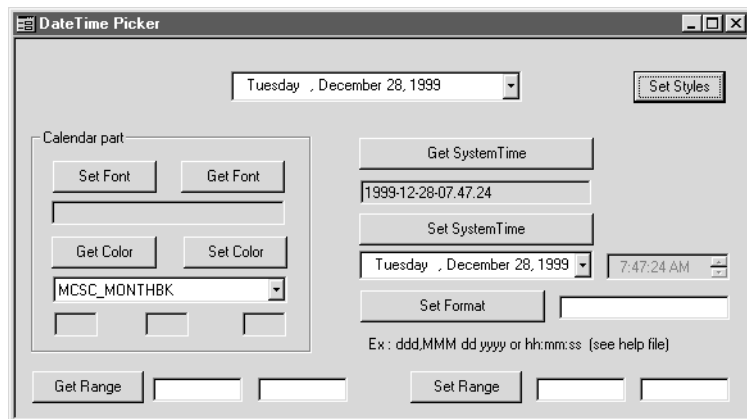 DateTime Picker
Tuesday , December 28, 1999
Set Styles
Calendar part
Set Font Get Font
Get Color Set Color
MCSC_MONTHBK
Get SystemTime
1999-12-28-07.47.24
Set SystemTime
Tuesday , December 28, 1999 7:47:24 AM
Set Format
Ex : ddd,MMM dd yyyy or hh:mm:ss (see help file)
Get Range Set Range